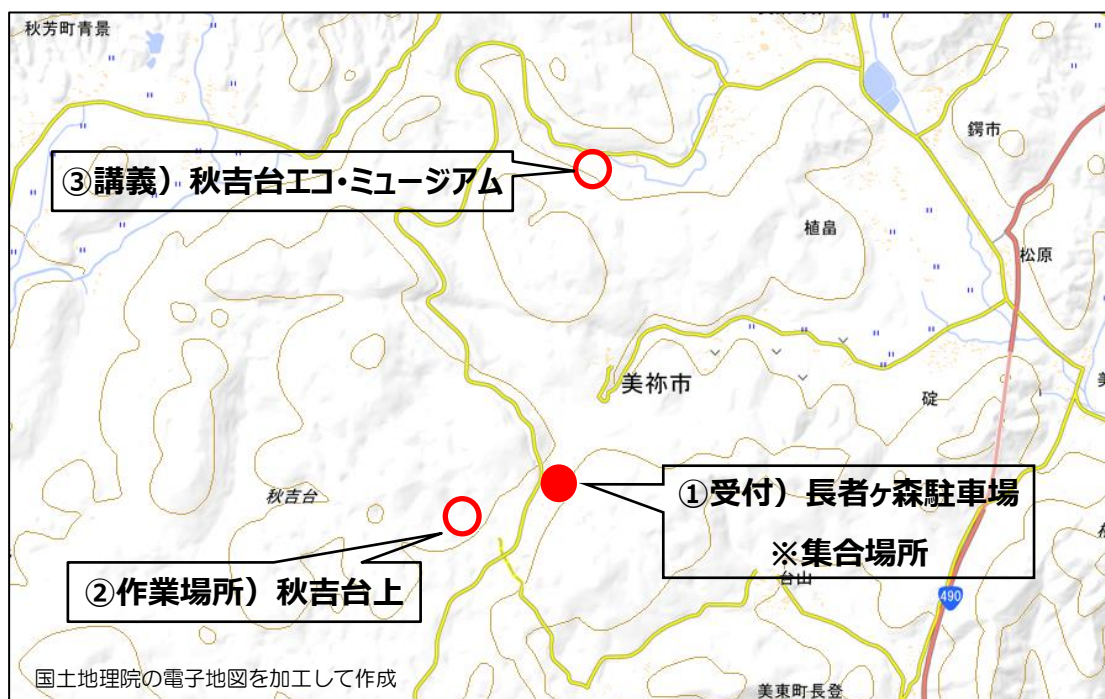 秋芳町青景
鍔市
③講義）秋吉台エコ・ミュージアム
植畠
松原
美祢市
碇
秋吉台
①受付）長者ヶ森駐車場
※集合場所
②作業場所）秋吉台上
台山
490
国土地理院の電子地図を加工して作成
美東町長登